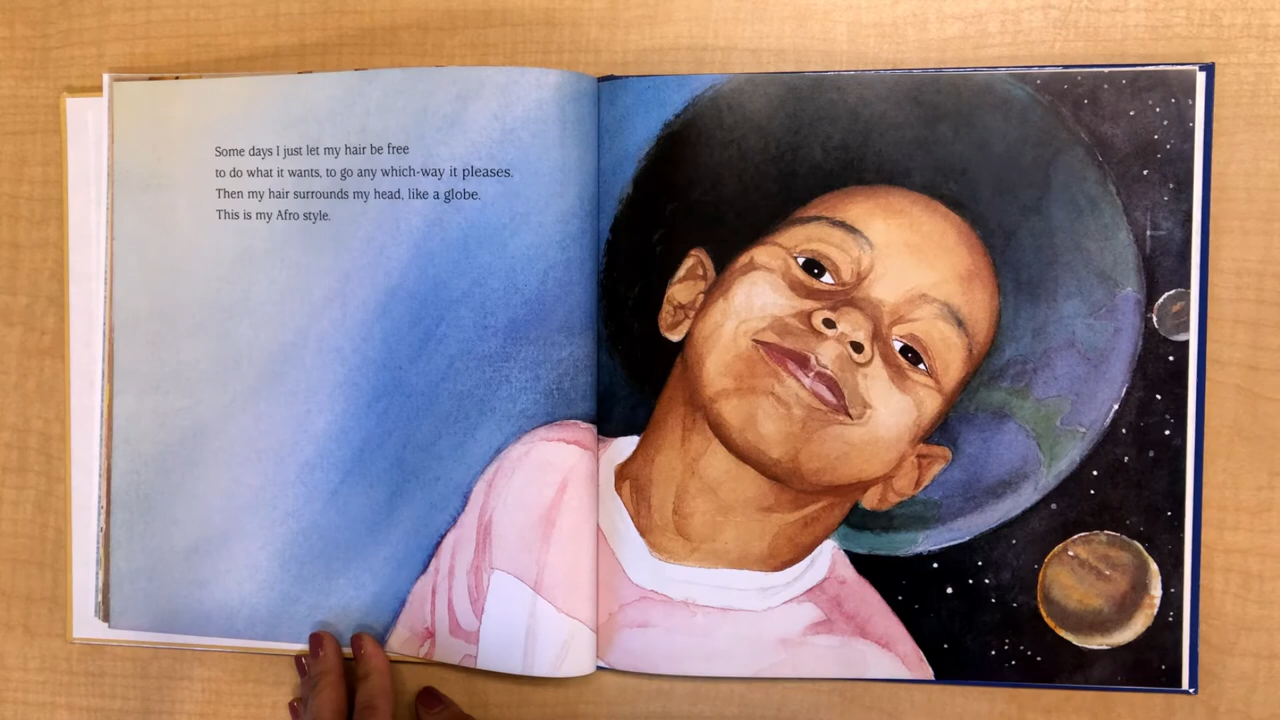 Some days I just let my hair be free
to do what it wants, to go any which-way it pleases.
Then my hair surrounds my head, like a globe.
This is my Afro style.